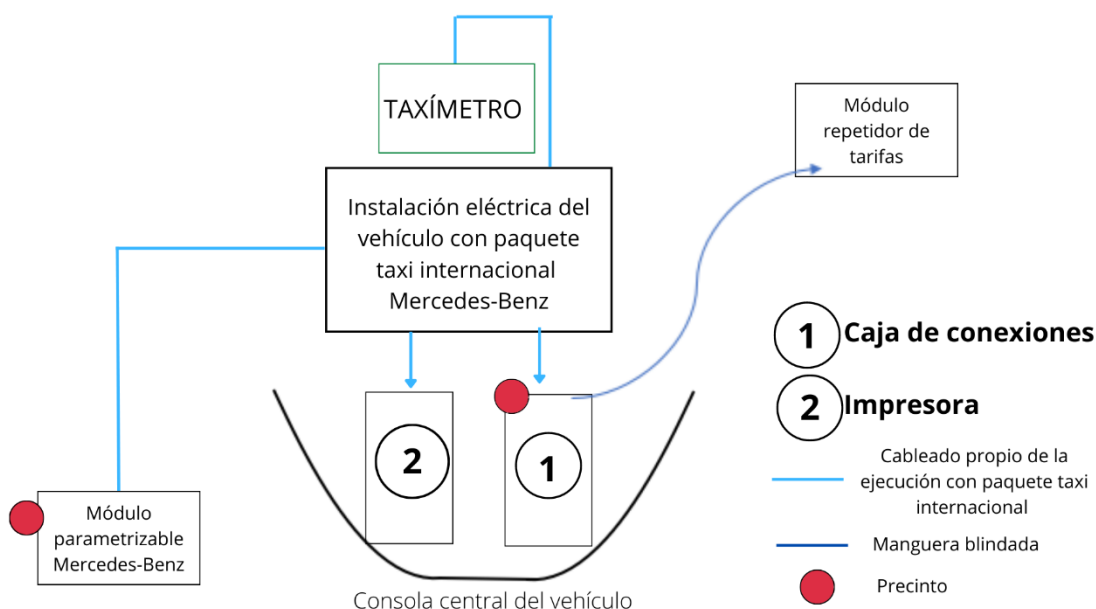 TAXÍMETRO
Módulo
repetidor de
tarifas
Instalación eléctrica del
vehículo con paquete
taxi internacional
Mercedes-Benz
1 Caja de conexiones
2 Impresora
2
1
Cableado propio de la
ejecución con paquete taxi
internacional
Módulo
parametrizable
Mercedes-Benz
Manguera blindada
Precinto
Consola central del vehículo